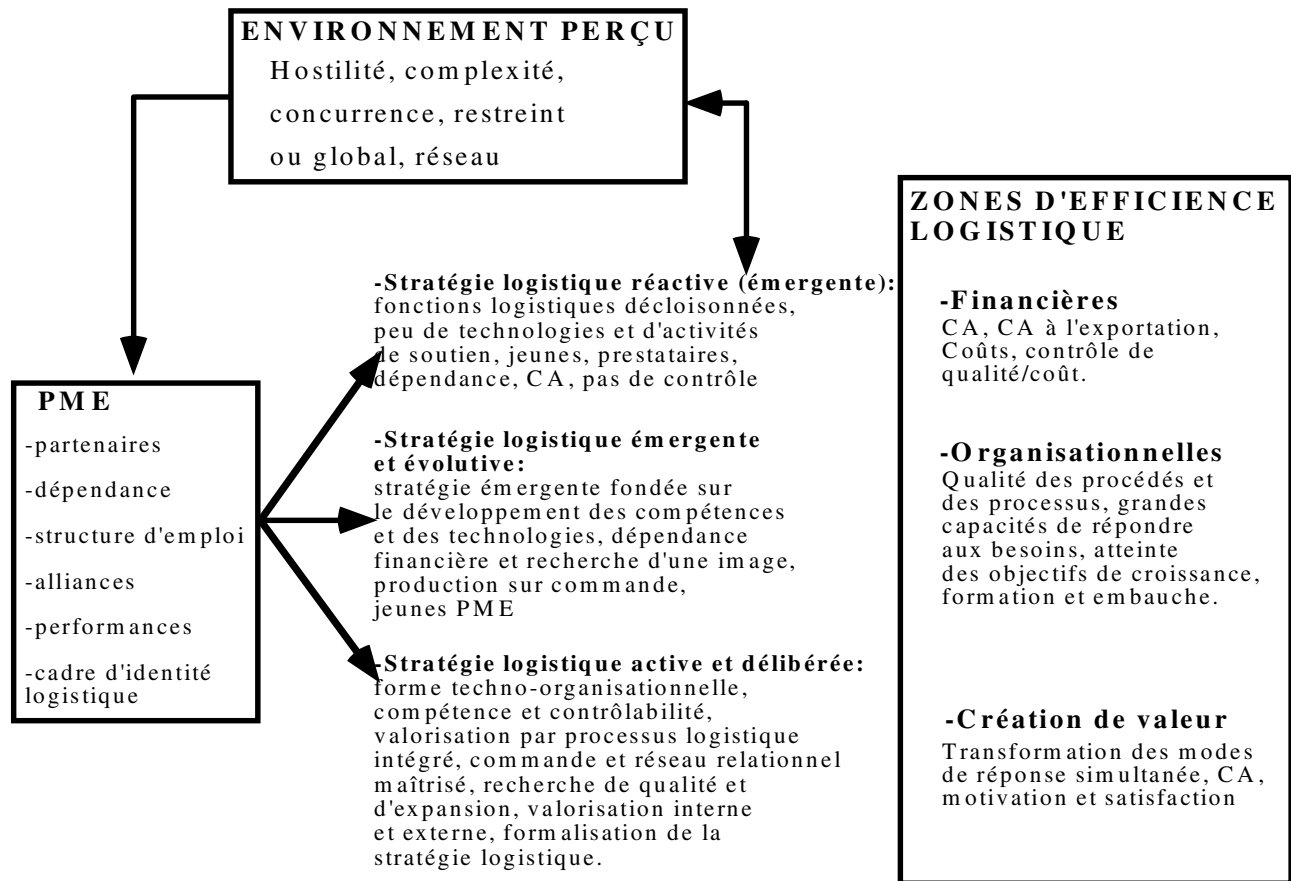 ENVIRONNEMENT PERÇU
Hostilité, complexité,
concurrence, restreint
ou global, réseau
PME
-partenaires
-dépendance
-structure d'emploi
-alliances
-performances
-cadre d'identité
logistique
-Stratégie logistique réactive (émergente):
fonctions logistiques décloisonnées,
peu de technologies et d'activités
de soutien, jeunes, prestataires,
dépendance, CA, pas de contrôle
-Stratégie logistique émergente
et évolutive:
stratégie émergente fondée sur
le développement des compétences
et des technologies, dépendance
financière et recherche d'une image,
production sur commande,
jeunes PME
-Stratégie logistique active et délibérée:
forme techno-organisationnelle,
compétence et contrôlabilité,
valorisation par processus logistique
intégré, commande et réseau relationnel
maîtrisé, recherche de qualité et
d'expansion, valorisation interne
et externe, formalisation de la
stratégie logistique.
ZONES D'EFFICIENCE
LOGISTIQUE
-Financières
CA, CA à l'exportation,
Coûts, contrôle de
qualité/coût.
-Organisationnelles
Qualité des procédés et
des processus, grandes
capacités de répondre
aux besoins, atteinte
des objectifs de croissance,
formation et embauche.
-Création de valeur
Transformation des modes
de réponse simultanée, CA,
motivation et satisfaction